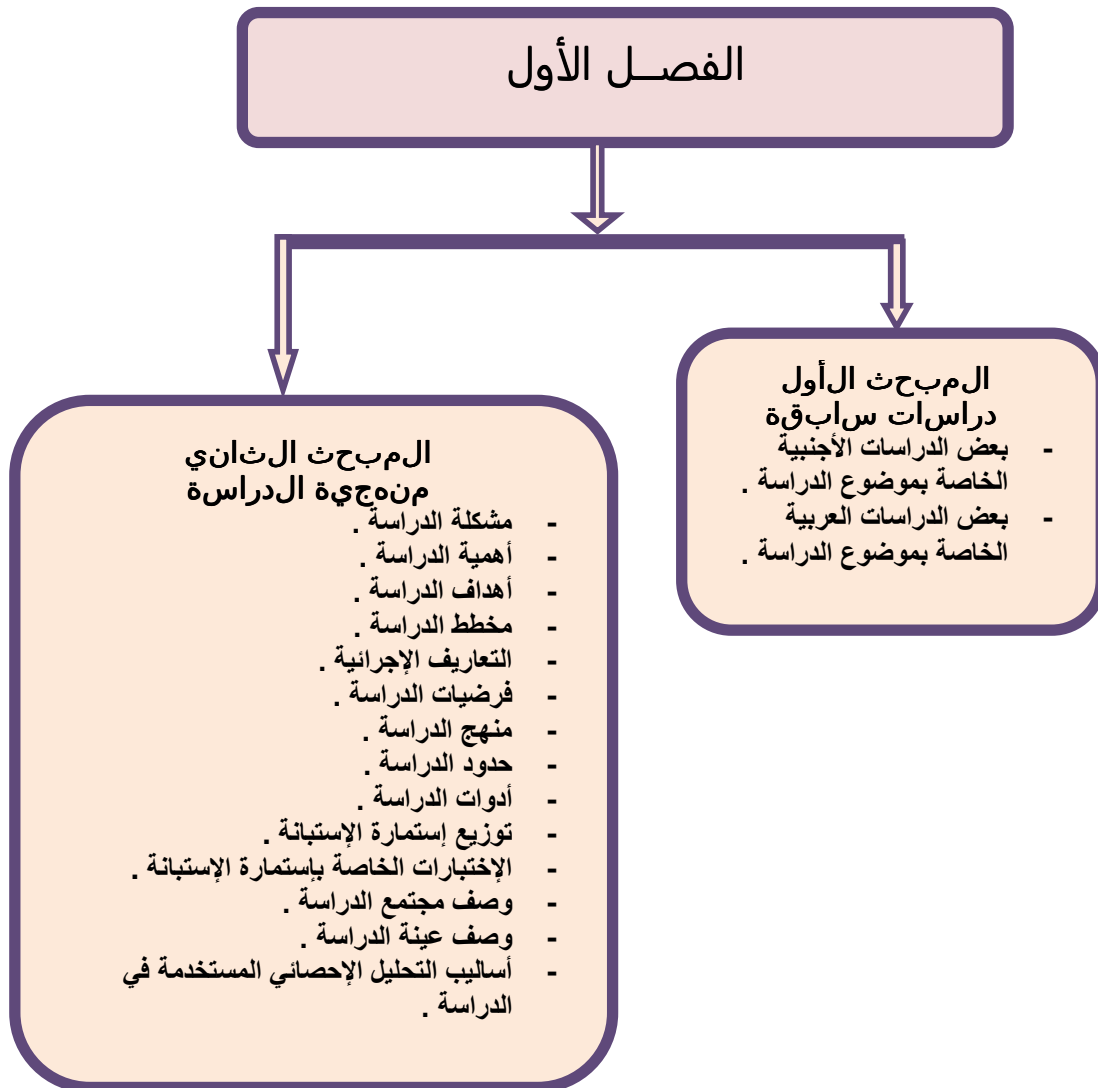 الفصــل الأول
المبحث الأول
دراسات سابقة
- بعض الدراسات الأجنبية
الخاصة بموضوع الدراسة .
- بعض الدراسات العربية
الخاصة بموضوع الدراسة .
المبحث الثاني
منهجية الدراسة
- مشكلة الدراسة .
- أهمية الدراسة .
- أهداف الدراسة .
- مخطط الدراسة .
- التعاريف الإجرائية .
- فرضيات الدراسة .
- منهج الدراسة .
- حدود الدراسة .
- أدوات الدراسة .
- توزيع إستمارة الإستبانة .
- الإختبارات الخاصة بإستمارة الإستبانة .
- وصف مجتمع الدراسة .
- وصف عينة الدراسة .
- أساليب التحليل الإحصائي المستخدمة في
الدراسة .